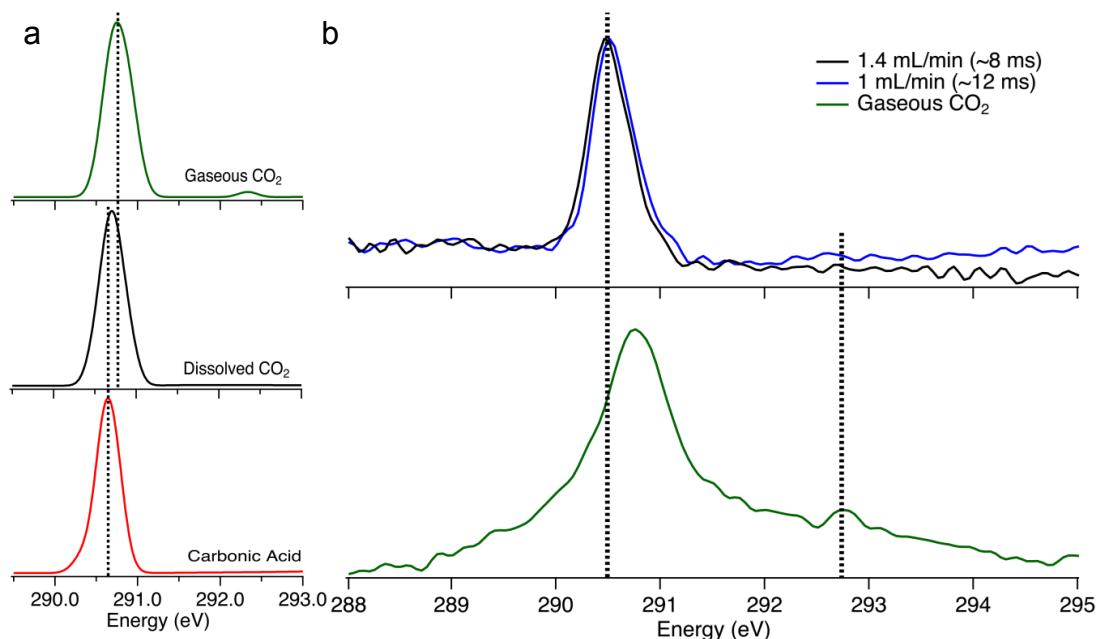 a
Gaseous CO₂
Dissolved CO₂
Carbonic Acid
290.0 291.0 292.0 293.0
Energy (eV)
b
1.4 mL/min (~8 ms)
1 mL/min (~12 ms)
Gaseous CO₂
288 289 290 291 292 293 294 295
Energy (eV)